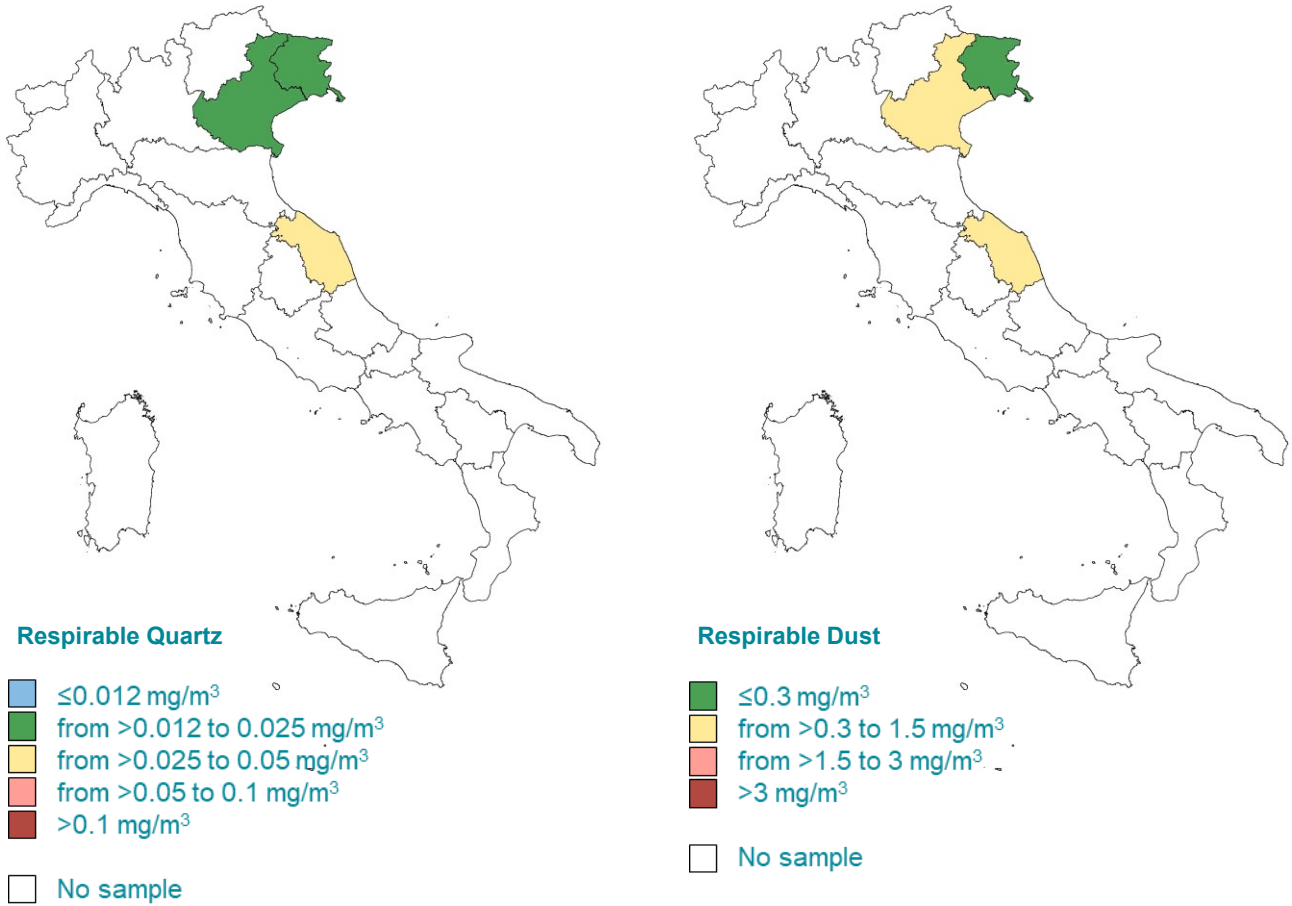 Respirable Quartz
≤0.012 mg/m³
from >0.012 to 0.025 mg/m³
from >0.025 to 0.05 mg/m³
from >0.05 to 0.1 mg/m³
>0.1 mg/m³
No sample
Respirable Dust
≤0.3 mg/m³
from >0.3 to 1.5 mg/m³
from >1.5 to 3 mg/m³
>3 mg/m³
No sample